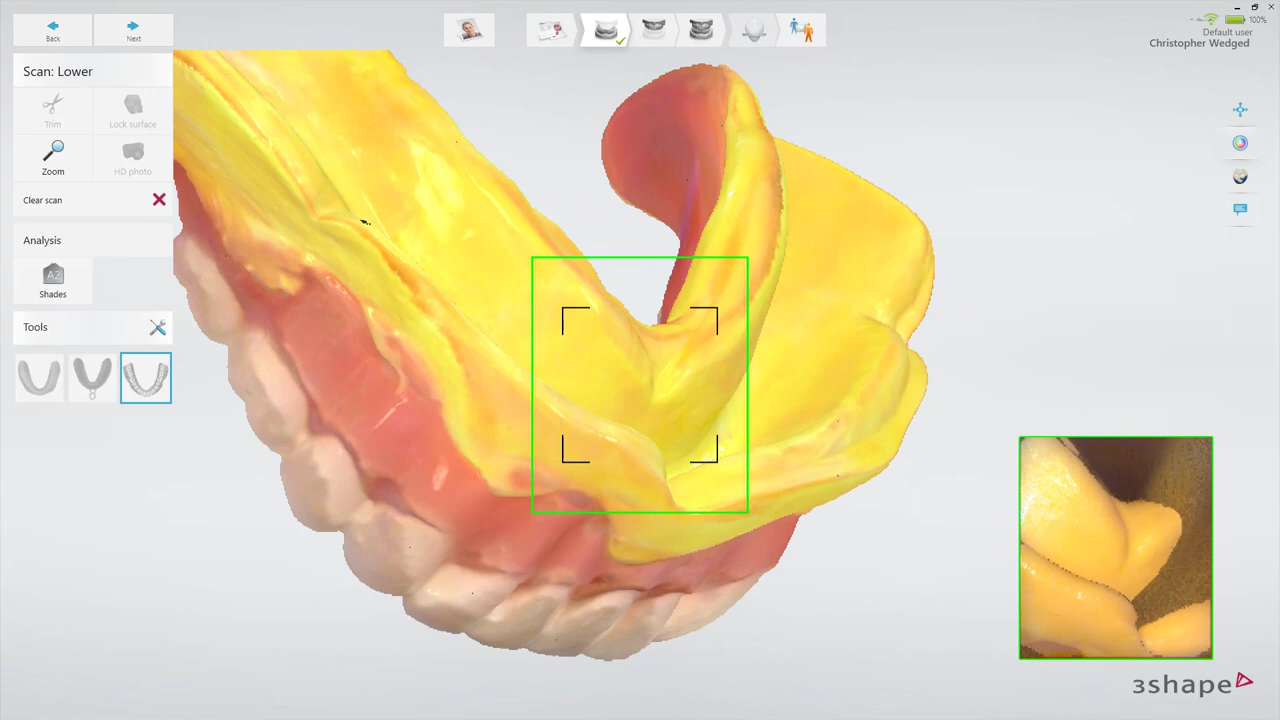 Back
Next
100%
Default user
Christopher Wedged
Scan: Lower
Trim
Lock surface
Zoom
HD photo
Clear scan
Analysis
A2
Shades
Tools
3shape